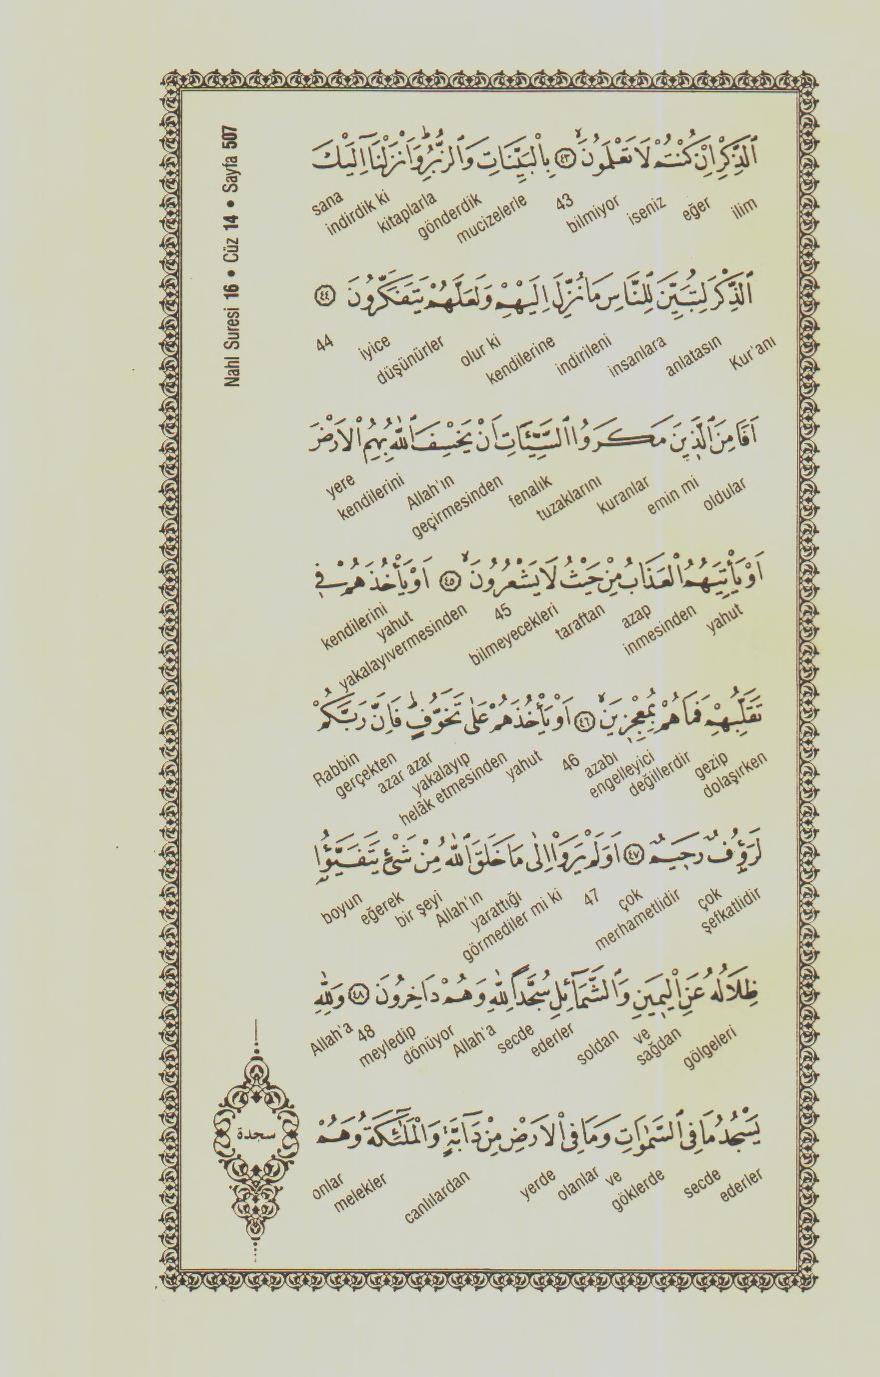 Nahl Suresi 16 • Cüz 14 • Sayfa 507
الذِّكْرِ اِنْ كُنْتُمْ لَا تَعْلَمُونَۙ ﴿٤٣﴾ بِالْبَيِّنَاتِ وَالزُّبُرِۜ وَاَنْزَلْنَٓا اِلَيْكَ
ilim eğer iseniz bilmiyor 43 mucizelerle gönderdik kitaplarla indirdik ki sana
الذِّكْرَ لِتُبَيِّنَ لِلنَّاسِ مَا نُزِّلَ اِلَيْهِمْ وَلَعَلَّهُمْ يَتَفَكَّرُونَ ﴿٤٤﴾
Kur'anı anlatasın insanlara indirileni kendilerine olur ki düşünürler iyice 44
اَفَاَمِنَ الَّذ۪ينَ مَكَرُوا السَّيِّـَٔاتِ اَنْ يَخْسِفَ اللّٰهُ بِهِمُ الْاَرْضَ
oldular emin mi kuranlar tuzaklarını fenalık geçirmesinden Allah'ın kendilerini yere
اَوْ يَأْتِيَهُمُ الْعَذَابُ مِنْ حَيْثُ لَا يَشْعُرُونَۙ ﴿٤٥﴾ اَوْ يَأْخُذَهُمْ ف۪ي
yahut inmesinden azap taraftan bilmeyecekleri 45 yakalayıvermesinden yahut kendilerini
تَقَلُّبِهِمْ فَمَا هُمْ بِمُعْجِز۪ينَۙ ﴿٤٦﴾ اَوْ يَأْخُذَهُمْ عَلٰى تَخَوُّفٍۜ فَاِنَّ رَبَّكُمْ
gezip dolaşırken değillerdir engelleyici azabı 46 yahut helâk etmesinden yakalayıp azar azar gerçekten Rabbin
لَرَؤُ۫فٌ رَح۪يمٌ ﴿٤٧﴾ اَوَلَمْ يَرَوْا اِلٰى مَا خَلَقَ اللّٰهُ مِنْ شَيْءٍ يَتَفَيَّؤُ۬ا
çok şefkatlidir çok merhametlidir 47 görmediler mi ki yarattığı Allah'ın bir şeyi eğerek boyun
ظِلَالُهُ عَنِ الْيَم۪ينِ وَالشَّمَٓائِلِ سُجَّدًا لِلّٰهِ وَهُمْ دَاخِرُونَ ﴿٤٨﴾ وَلِلّٰهِ
gölgeleri sağdan ve soldan ederler secde Allah'a dönüyor meyledip 48 Allah'a
يَسْجُدُ مَا فِي السَّمٰوَاتِ وَمَا فِي الْاَرْضِ مِنْ دَٓابَّةٍ وَالْمَلٰٓئِكَةُ وَهُمْ
secde ederler göklerde ve olanlar yerde canlılardan melekler onlar
سجدة